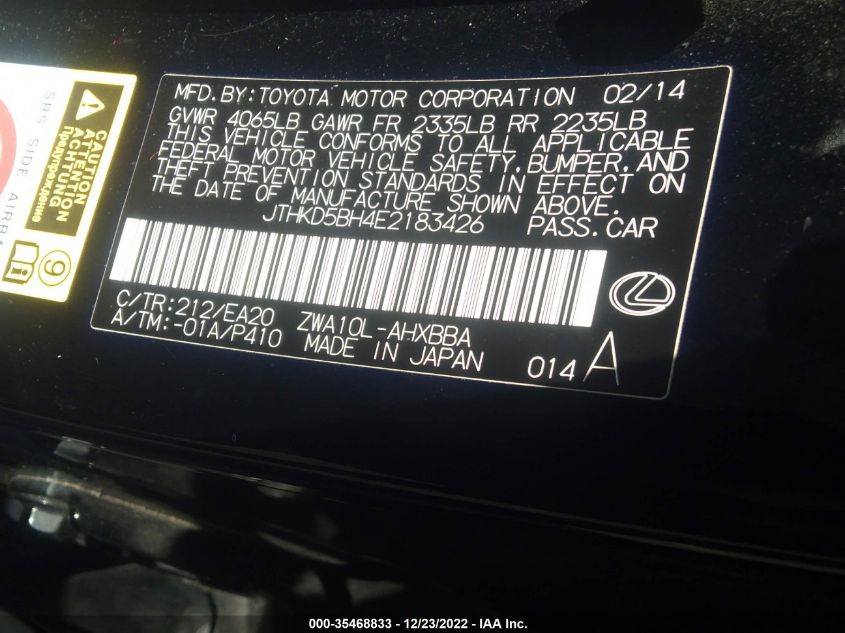 MFD.BY:TOYOTA MOTOR CORPORATION 02/14
GVWR 4065LB GAWR FR 2335LB RR 2235LB
THIS VEHICLE CONFORMS TO ALL APPLICABLE
FEDERAL MOTOR VEHICLE SAFETY,BUMPER,AND
THEFT PREVENTION STANDARDS IN EFFECT ON
THE DATE OF MANUFACTURE SHOWN ABOVE.
JTHKD5BH4E2183426 PASS.CAR
C/TR:212/EA20 ZWA10L-AHXBBA
A/TM:-01A/P410 MADE IN JAPAN
014 A
SRS SIDE
CAUTION
ATTENTION
ACHTUNG
Предупреждение
9
000-35468833 - 12/23/2022 - IAA Inc.